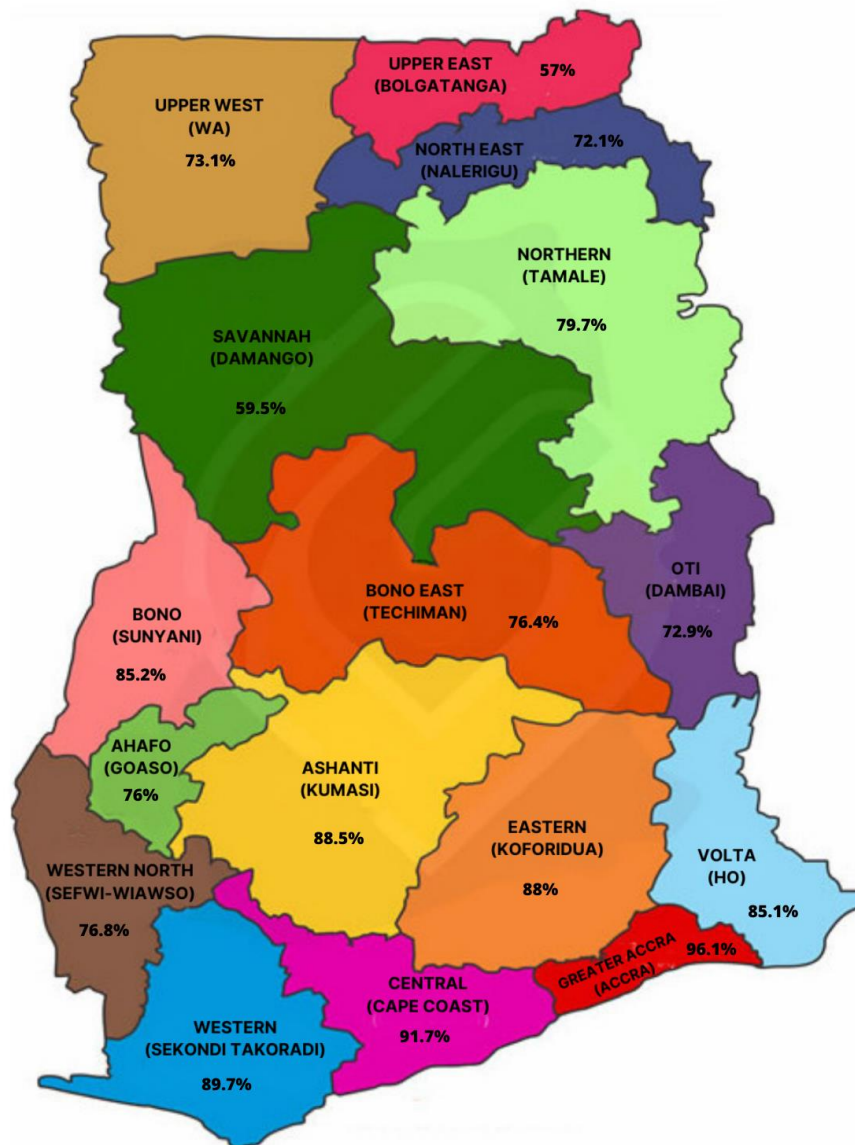 UPPER EAST
(BOLGATANGA)
57%
UPPER WEST
(WA)
73.1%
NORTH EAST
(NALERIGU)
72.1%
NORTHERN
(TAMALE)
79.7%
SAVANNAH
(DAMANGO)
59.5%
OTI
(DAMBAI)
72.9%
BONO EAST
(TECHIMAN)
76.4%
BONO
(SUNYANI)
85.2%
AHAFO
(GOASO)
76%
ASHANTI
(KUMASI)
88.5%
EASTERN
(KOFORIDUA)
88%
VOLTA
(HO)
85.1%
WESTERN NORTH
(SEFWI-WIAWSO)
76.8%
GREATER ACCRA
(ACCRA)
96.1%
CENTRAL
(CAPE COAST)
91.7%
WESTERN
(SEKONDI TAKORADI)
89.7%